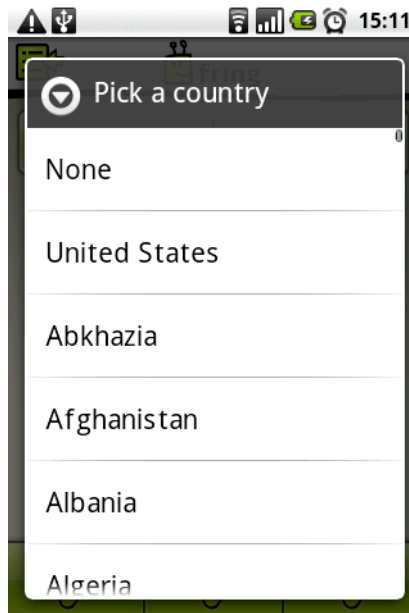 15:11
fring
Pick a country
None
United States
Abkhazia
Afghanistan
Albania
Algeria